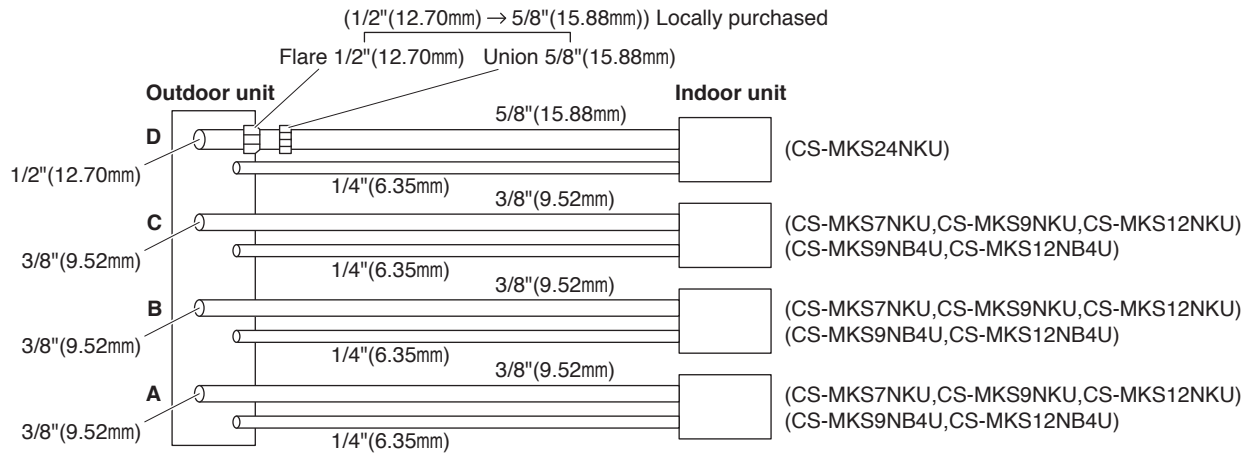 (1/2"(12.70mm) → 5/8"(15.88mm)) Locally purchased
Flare 1/2"(12.70mm) Union 5/8"(15.88mm)
Outdoor unit
Indoor unit
D
5/8"(15.88mm)
(CS-MKS24NKU)
1/2"(12.70mm)
1/4"(6.35mm)
3/8"(9.52mm)
C
(CS-MKS7NKU,CS-MKS9NKU,CS-MKS12NKU)
(CS-MKS9NB4U,CS-MKS12NB4U)
3/8"(9.52mm)
1/4"(6.35mm)
3/8"(9.52mm)
B
(CS-MKS7NKU,CS-MKS9NKU,CS-MKS12NKU)
(CS-MKS9NB4U,CS-MKS12NB4U)
3/8"(9.52mm)
1/4"(6.35mm)
3/8"(9.52mm)
A
(CS-MKS7NKU,CS-MKS9NKU,CS-MKS12NKU)
(CS-MKS9NB4U,CS-MKS12NB4U)
3/8"(9.52mm)
1/4"(6.35mm)